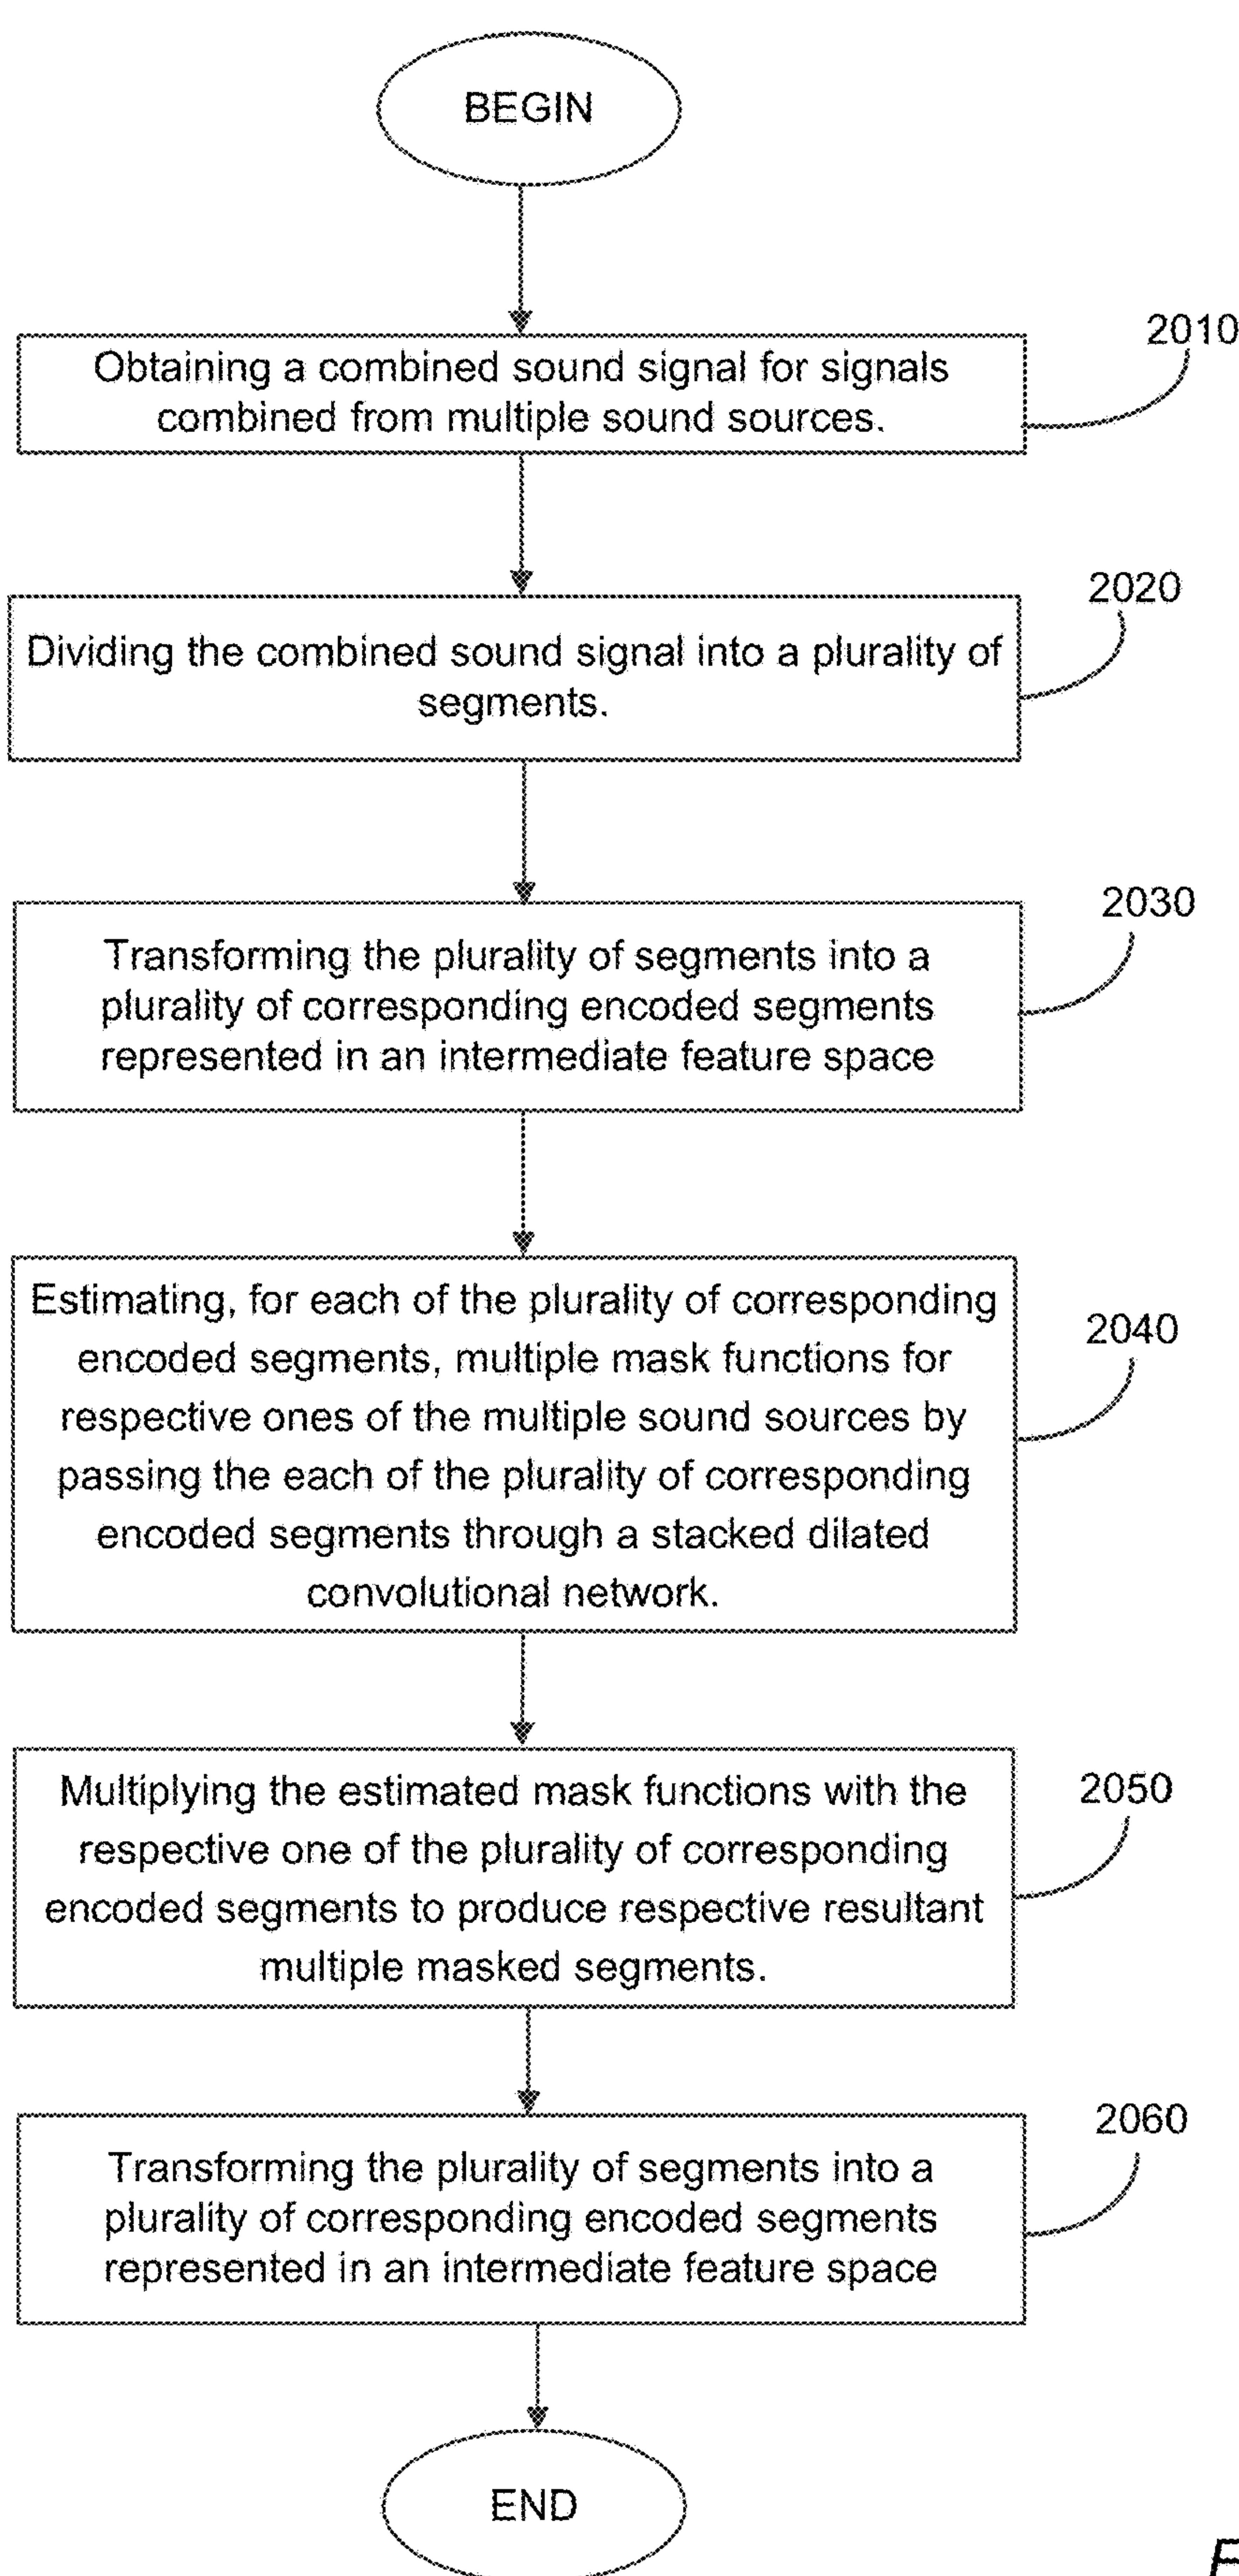 BEGIN
2010
Obtaining a combined sound signal for signals
combined from multiple sound sources.
2020
Dividing the combined sound signal into a plurality of
segments.
2030
Transforming the plurality of segments into a
plurality of corresponding encoded segments
represented in an intermediate feature space
2040
Estimating, for each of the plurality of corresponding
encoded segments, multiple mask functions for
respective ones of the multiple sound sources by
passing the each of the plurality of corresponding
encoded segments through a stacked dilated
convolutional network.
2050
Multiplying the estimated mask functions with the
respective one of the plurality of corresponding
encoded segments to produce respective resultant
multiple masked segments.
2060
Transforming the plurality of segments into a
plurality of corresponding encoded segments
represented in an intermediate feature space
END